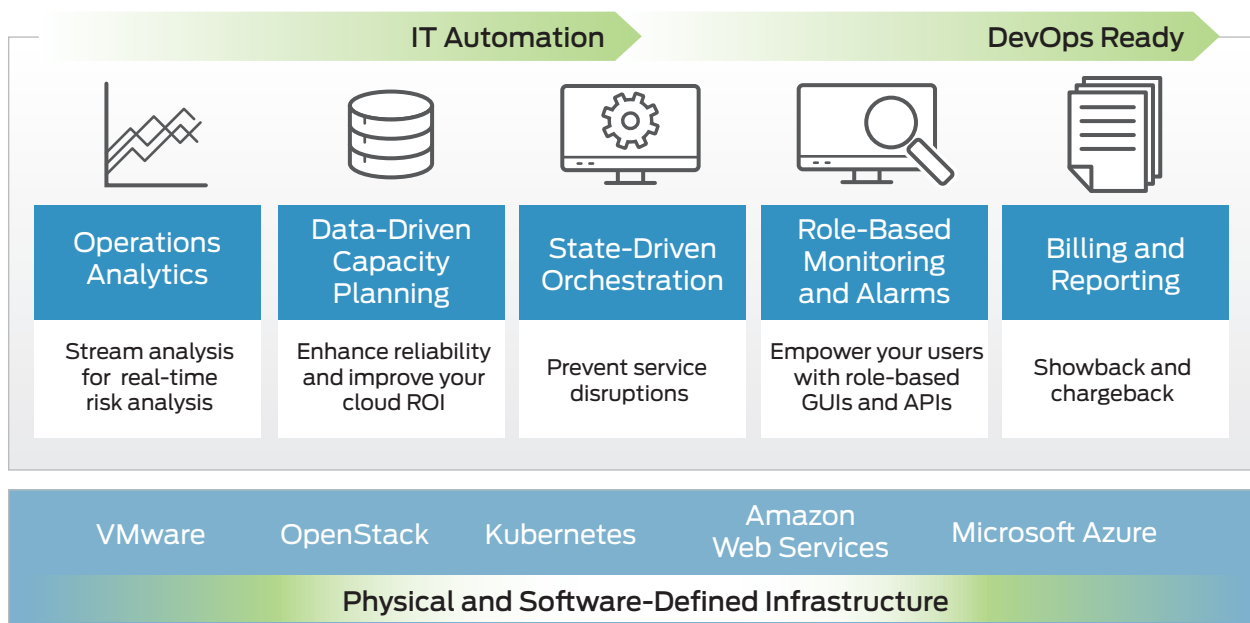 IT Automation
DevOps Ready
Operations
Analytics
Data-Driven
Capacity
Planning
State-Driven
Orchestration
Role-Based
Monitoring
and Alarms
Billing and
Reporting
Stream analysis
for real-time
risk analysis
Enhance reliability
and improve your
cloud ROI
Prevent service
disruptions
Empower your users
with role-based
GUIs and APIs
Showback and
chargeback
VMware
OpenStack
Kubernetes
Amazon
Web Services
Microsoft Azure
Physical and Software-Defined Infrastructure